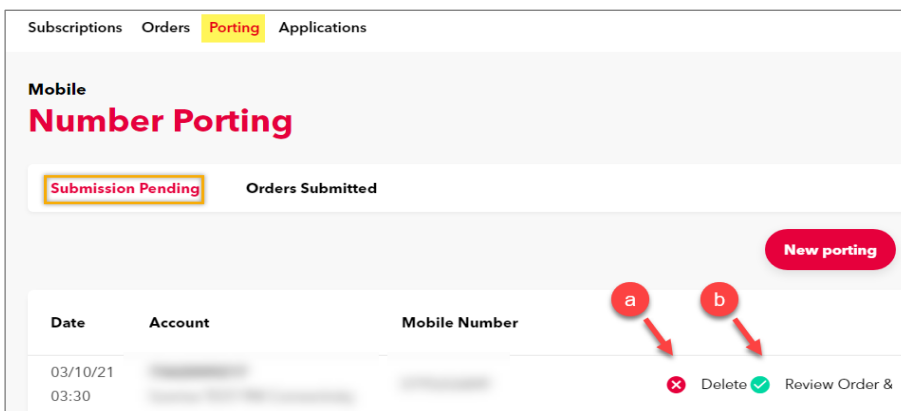 Subscriptions Orders Porting Applications
Mobile
Number Porting
Submission Pending Orders Submitted
New porting
a b
Date Account Mobile Number
03/10/21
03:30
Delete Review Order &